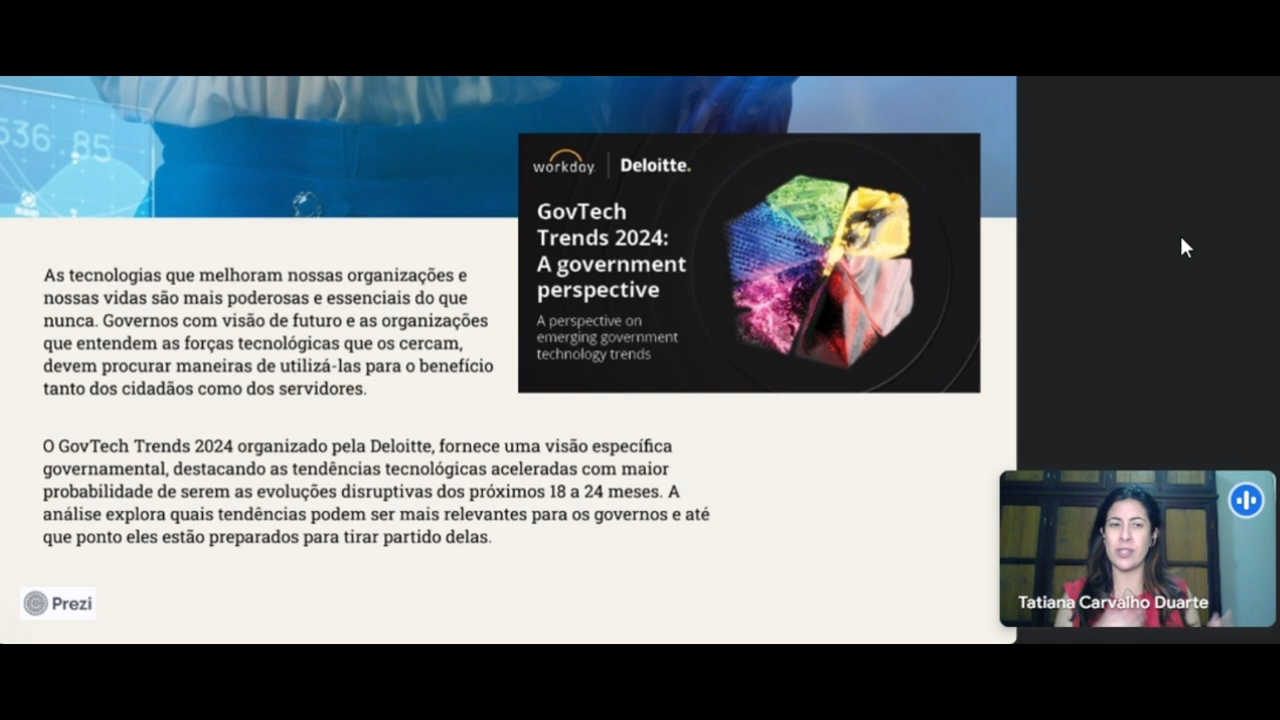 536.85
workday. Deloitte.
GovTech
Trends 2024:
A government
perspective
A perspective on
emerging government
technology trends
As tecnologias que melhoram nossas organizações e
nossas vidas são mais poderosas e essenciais do que
nunca. Governos com visão de futuro e as organizações
que entendem as forças tecnológicas que os cercam,
devem procurar maneiras de utilizá-las para o benefício
tanto dos cidadãos como dos servidores.
O GovTech Trends 2024 organizado pela Deloitte, fornece uma visão específica
governamental, destacando as tendências tecnológicas aceleradas com maior
probabilidade de serem as evoluções disruptivas dos próximos 18 a 24 meses. A
análise explora quais tendências podem ser mais relevantes para os governos e até
que ponto eles estão preparados para tirar partido delas.
Prezi
Tatiana Carvalho Duarte